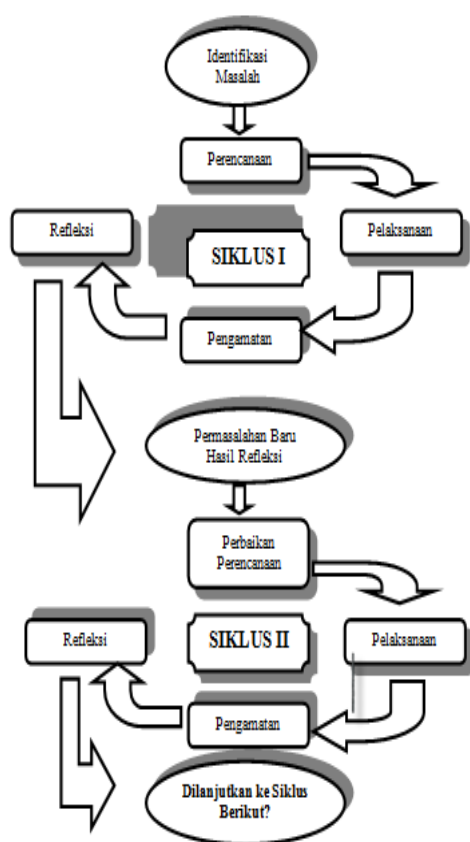 Identifikasi
Masalah
Perencanaan
Refleksi
SIKLUS I
Pelaksanaan
Pengamatan
Permasalahan Baru
Hasil Refleksi
Perbaikan
Perencanaan
Refleksi
SIKLUS II
Pelaksanaan
Pengamatan
Dilanjutkan ke Siklus
Berikut?